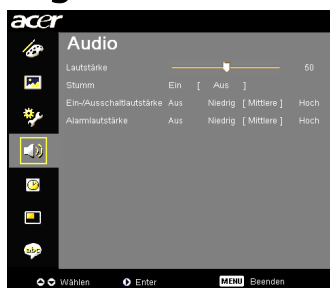 acer
Audio
Lautstärke 50
Stumm Ein [ Aus ]
Ein-/Ausschaltlautstärke Aus Niedrig [ Mittlere ] Hoch
Alarmlautstärke Aus Niedrig [ Mittlere ] Hoch
abc
Wählen Enter MENU Beenden